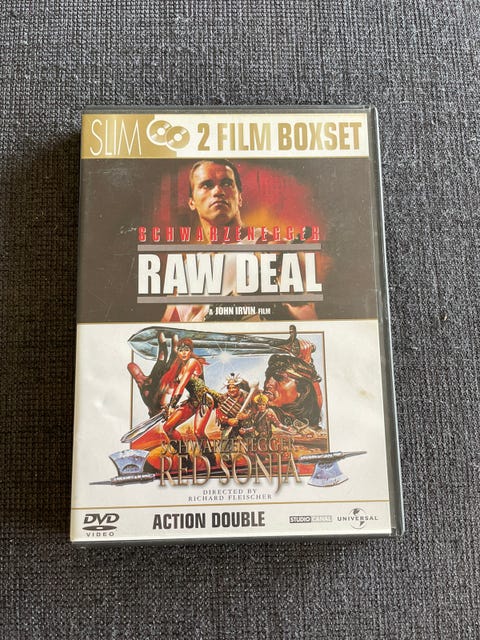 SLIM 2 FILM BOXSET
SCHWARZENEGGER
RAW DEAL
A JOHN IRVIN FILM
SCHWARZENEGGER
RED SONJA
DIRECTED BY
RICHARD FLEISCHER
DVD
VIDEO
ACTION DOUBLE
STUDIO CANAL
UNIVERSAL